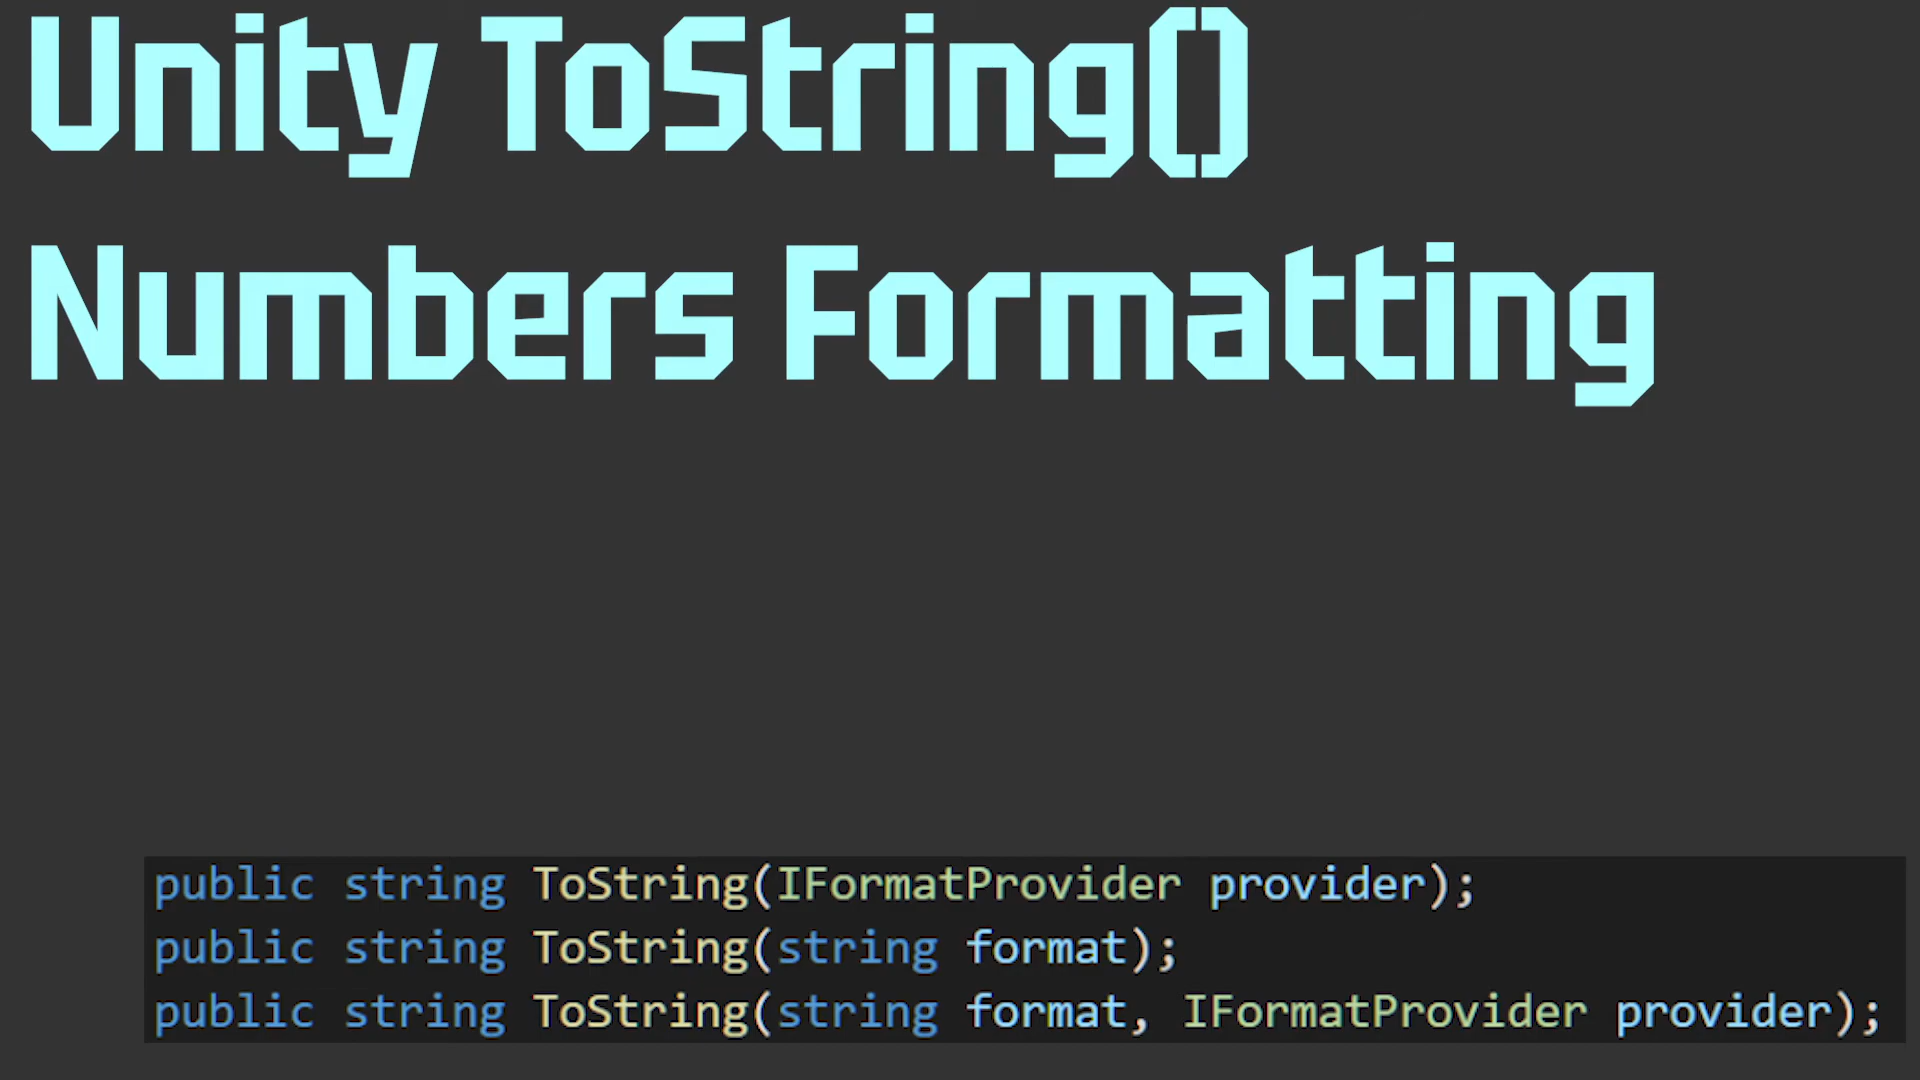 Unity ToString()
Numbers Formatting
public string ToString(IFormatProvider provider);
public string ToString(string format);
public string ToString(string format, IFormatProvider provider);